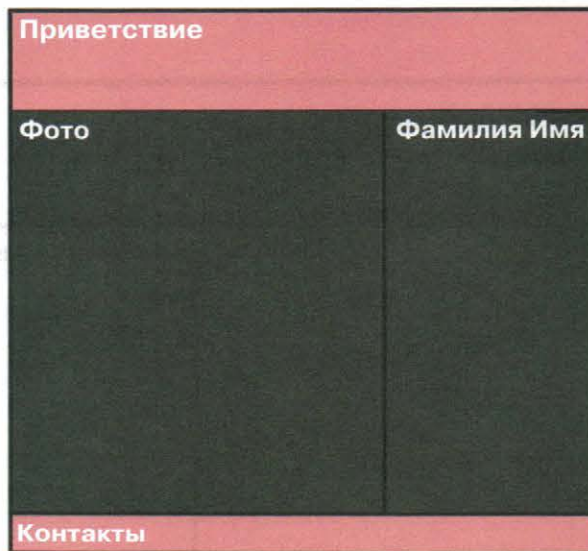 Приветствие
Фото
Фамилия Имя
Контакты